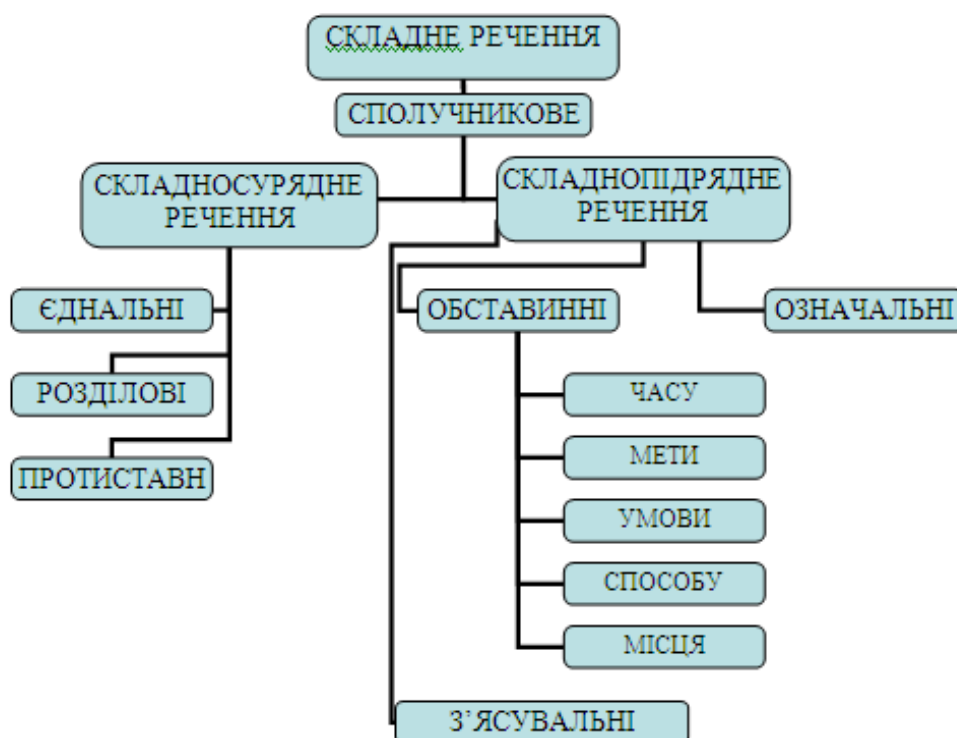 СКЛАДНЕ РЕЧЕННЯ
СПОЛУЧНИКОВЕ
СКЛАДНОСУРЯДНЕ
РЕЧЕННЯ
СКЛАДНОПІДРЯДНЕ
РЕЧЕННЯ
ЄДНАЛЬНІ
РОЗДІЛОВІ
ПРОТИСТАВН
ОБСТАВИННІ
ОЗНАЧАЛЬНІ
ЧАСУ
МЕТИ
УМОВИ
СПОСОБУ
МІСЦЯ
З’ЯСУВАЛЬНІ